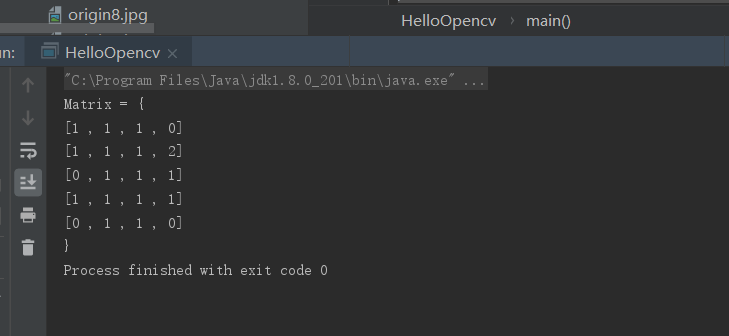 origin8.jpg
HelloOpencv › main()
un: HelloOpencv ×
"C:\Program Files\Java\jdk1.8.0_201\bin\java.exe" ...
Matrix = {
[1 , 1 , 1 , 0]
[1 , 1 , 1 , 2]
[0 , 1 , 1 , 1]
[1 , 1 , 1 , 1]
[0 , 1 , 1 , 0]
}
Process finished with exit code 0